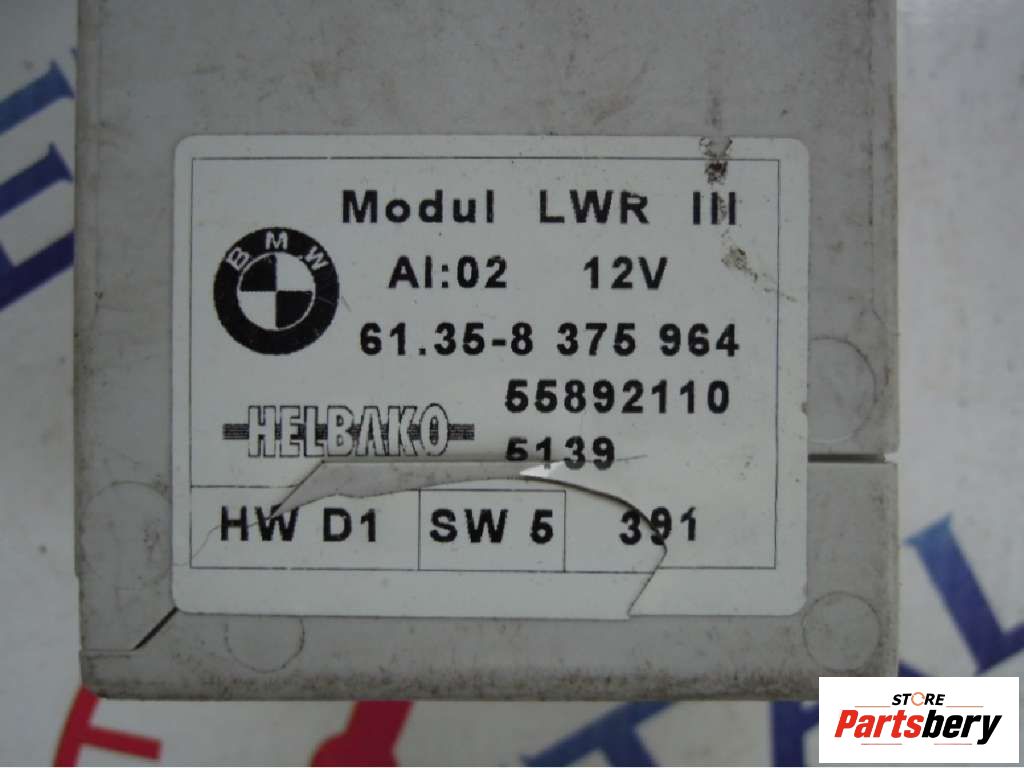 Modul LWR III
BMW
AI:02 12V
61.35-8 375 964
55892110
HELBAKO
5139
HW D1 SW 5 391
STORE
Partsbery